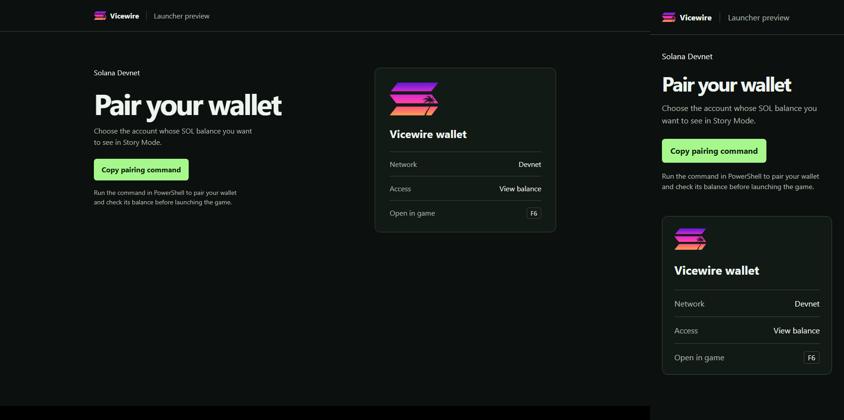 Vicewire
Launcher preview
Solana Devnet
Pair your wallet
Choose the account whose SOL balance you want
to see in Story Mode.
Copy pairing command
Run the command in PowerShell to pair your wallet
and check its balance before launching the game.
Vicewire wallet
Network Devnet
Access View balance
Open in game F6
Vicewire
Launcher preview
Solana Devnet
Pair your wallet
Choose the account whose SOL balance you
want to see in Story Mode.
Copy pairing command
Run the command in PowerShell to pair your wallet
and check its balance before launching the game.
Vicewire wallet
Network Devnet
Access View balance
Open in game F6